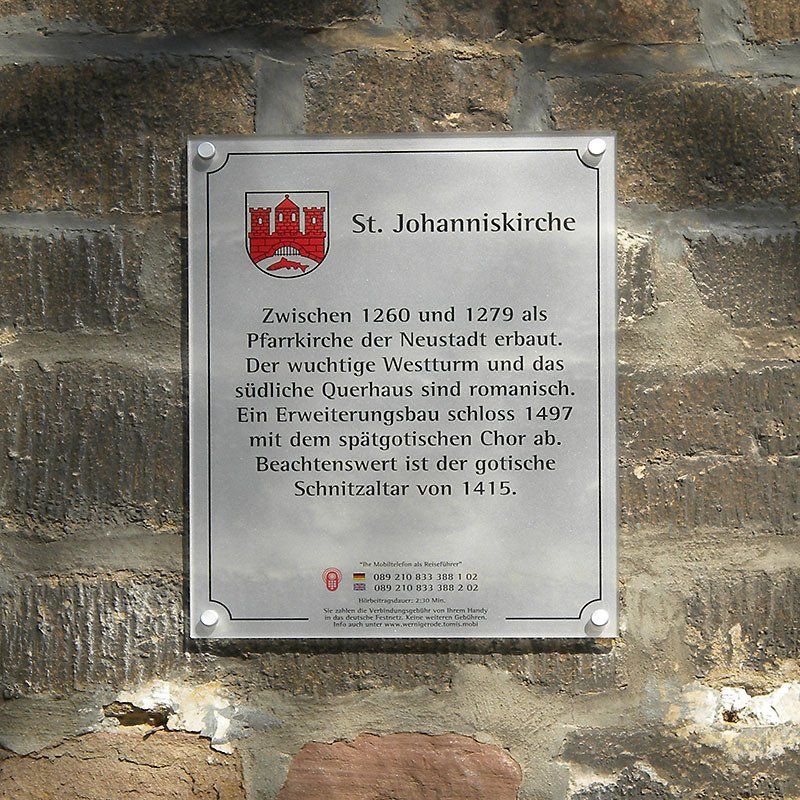 St. Johanniskirche
Zwischen 1260 und 1279 als
Pfarrkirche der Neustadt erbaut.
Der wuchtige Westturm und das
südliche Querhaus sind romanisch.
Ein Erweiterungsbau schloss 1497
mit dem spätgotischen Chor ab.
Beachtenswert ist der gotische
Schnitzaltar von 1415.
"Ihr Mobiltelefon als Reiseführer"
089 210 833 388 1 02
089 210 833 388 2 02
Hörbeitragsdauer: 2:30 Min.
Sie zahlen die Verbindungsgebühr von Ihrem Handy
in das deutsche Festnetz. Keine weiteren Gebühren.
Info auch unter www.wernigerode.tomis.mobi